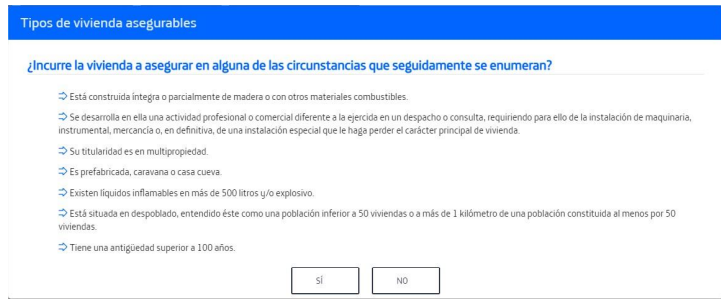 Tipos de vivienda asegurables
¿Incurre la vivienda a asegurar en alguna de las circunstancias que seguidamente se enumeran?
Está construida íntegra o parcialmente de madera o con otros materiales combustibles.
Se desarrolla en ella una actividad profesional o comercial diferente a la ejercida en un despacho o consulta, requiriendo para ello de la instalación de maquinaria,
instrumental, mercancía o, en definitiva, de una instalación especial que le haga perder el carácter principal de vivienda.
Su titularidad es en multipropiedad.
Es prefabricada, caravana o casa cueva.
Existen líquidos inflamables en más de 500 litros y/o explosivo.
Está situada en despoblado, entendido éste como una población inferior a 50 viviendas o a más de 1 kilómetro de una población constituida al menos por 50
viviendas.
Tiene una antigüedad superior a 100 años.
SÍ NO